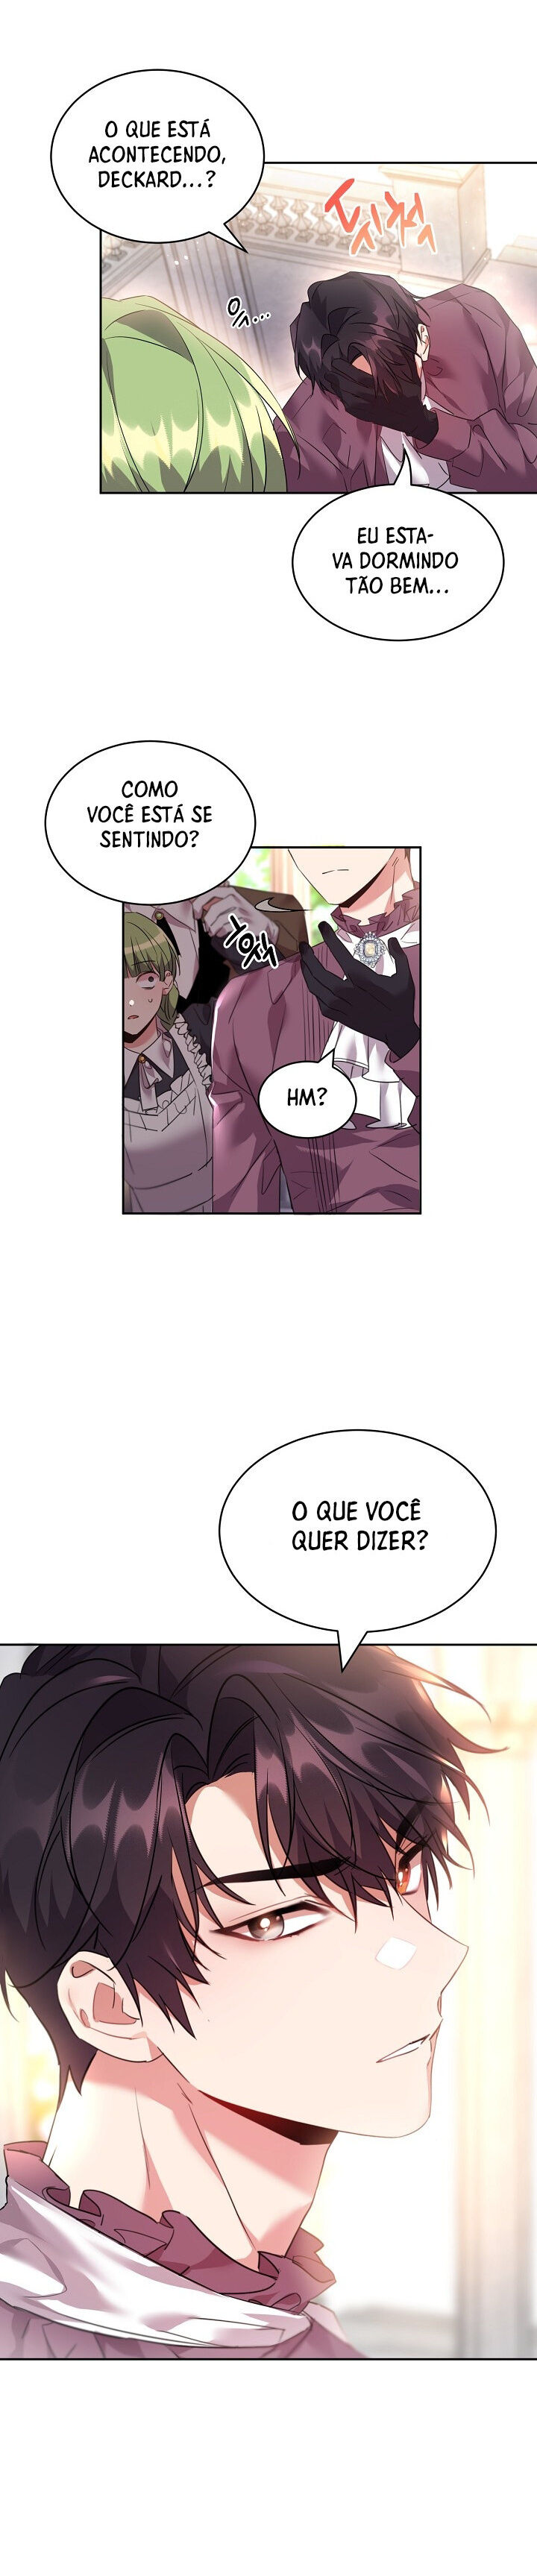 O QUE ESTÁ
ACONTECENDO,
DECKARD...?
윽...
EU ESTA-
VA DORMINDO
TÃO BEM...
COMO
VOCÊ ESTÁ SE
SENTINDO?
HM?
O QUE VOCÊ
QUER DIZER?